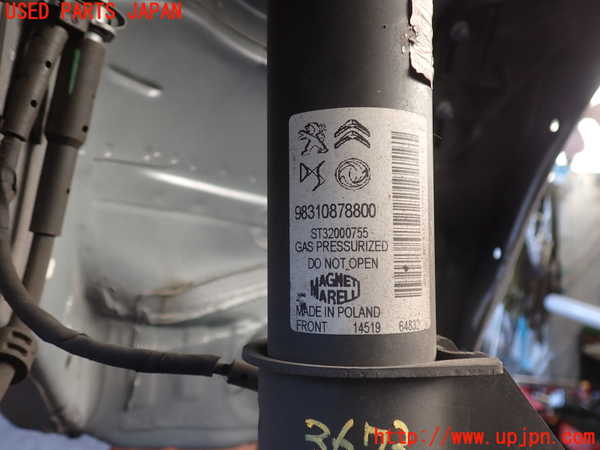 USED PARTS JAPAN
98310878800
ST32000755
GAS PRESSURIZED
DO NOT OPEN
MAGNETI
MARELLI
MADE IN POLAND
FRONT 14519
http://www.upjpn.com/